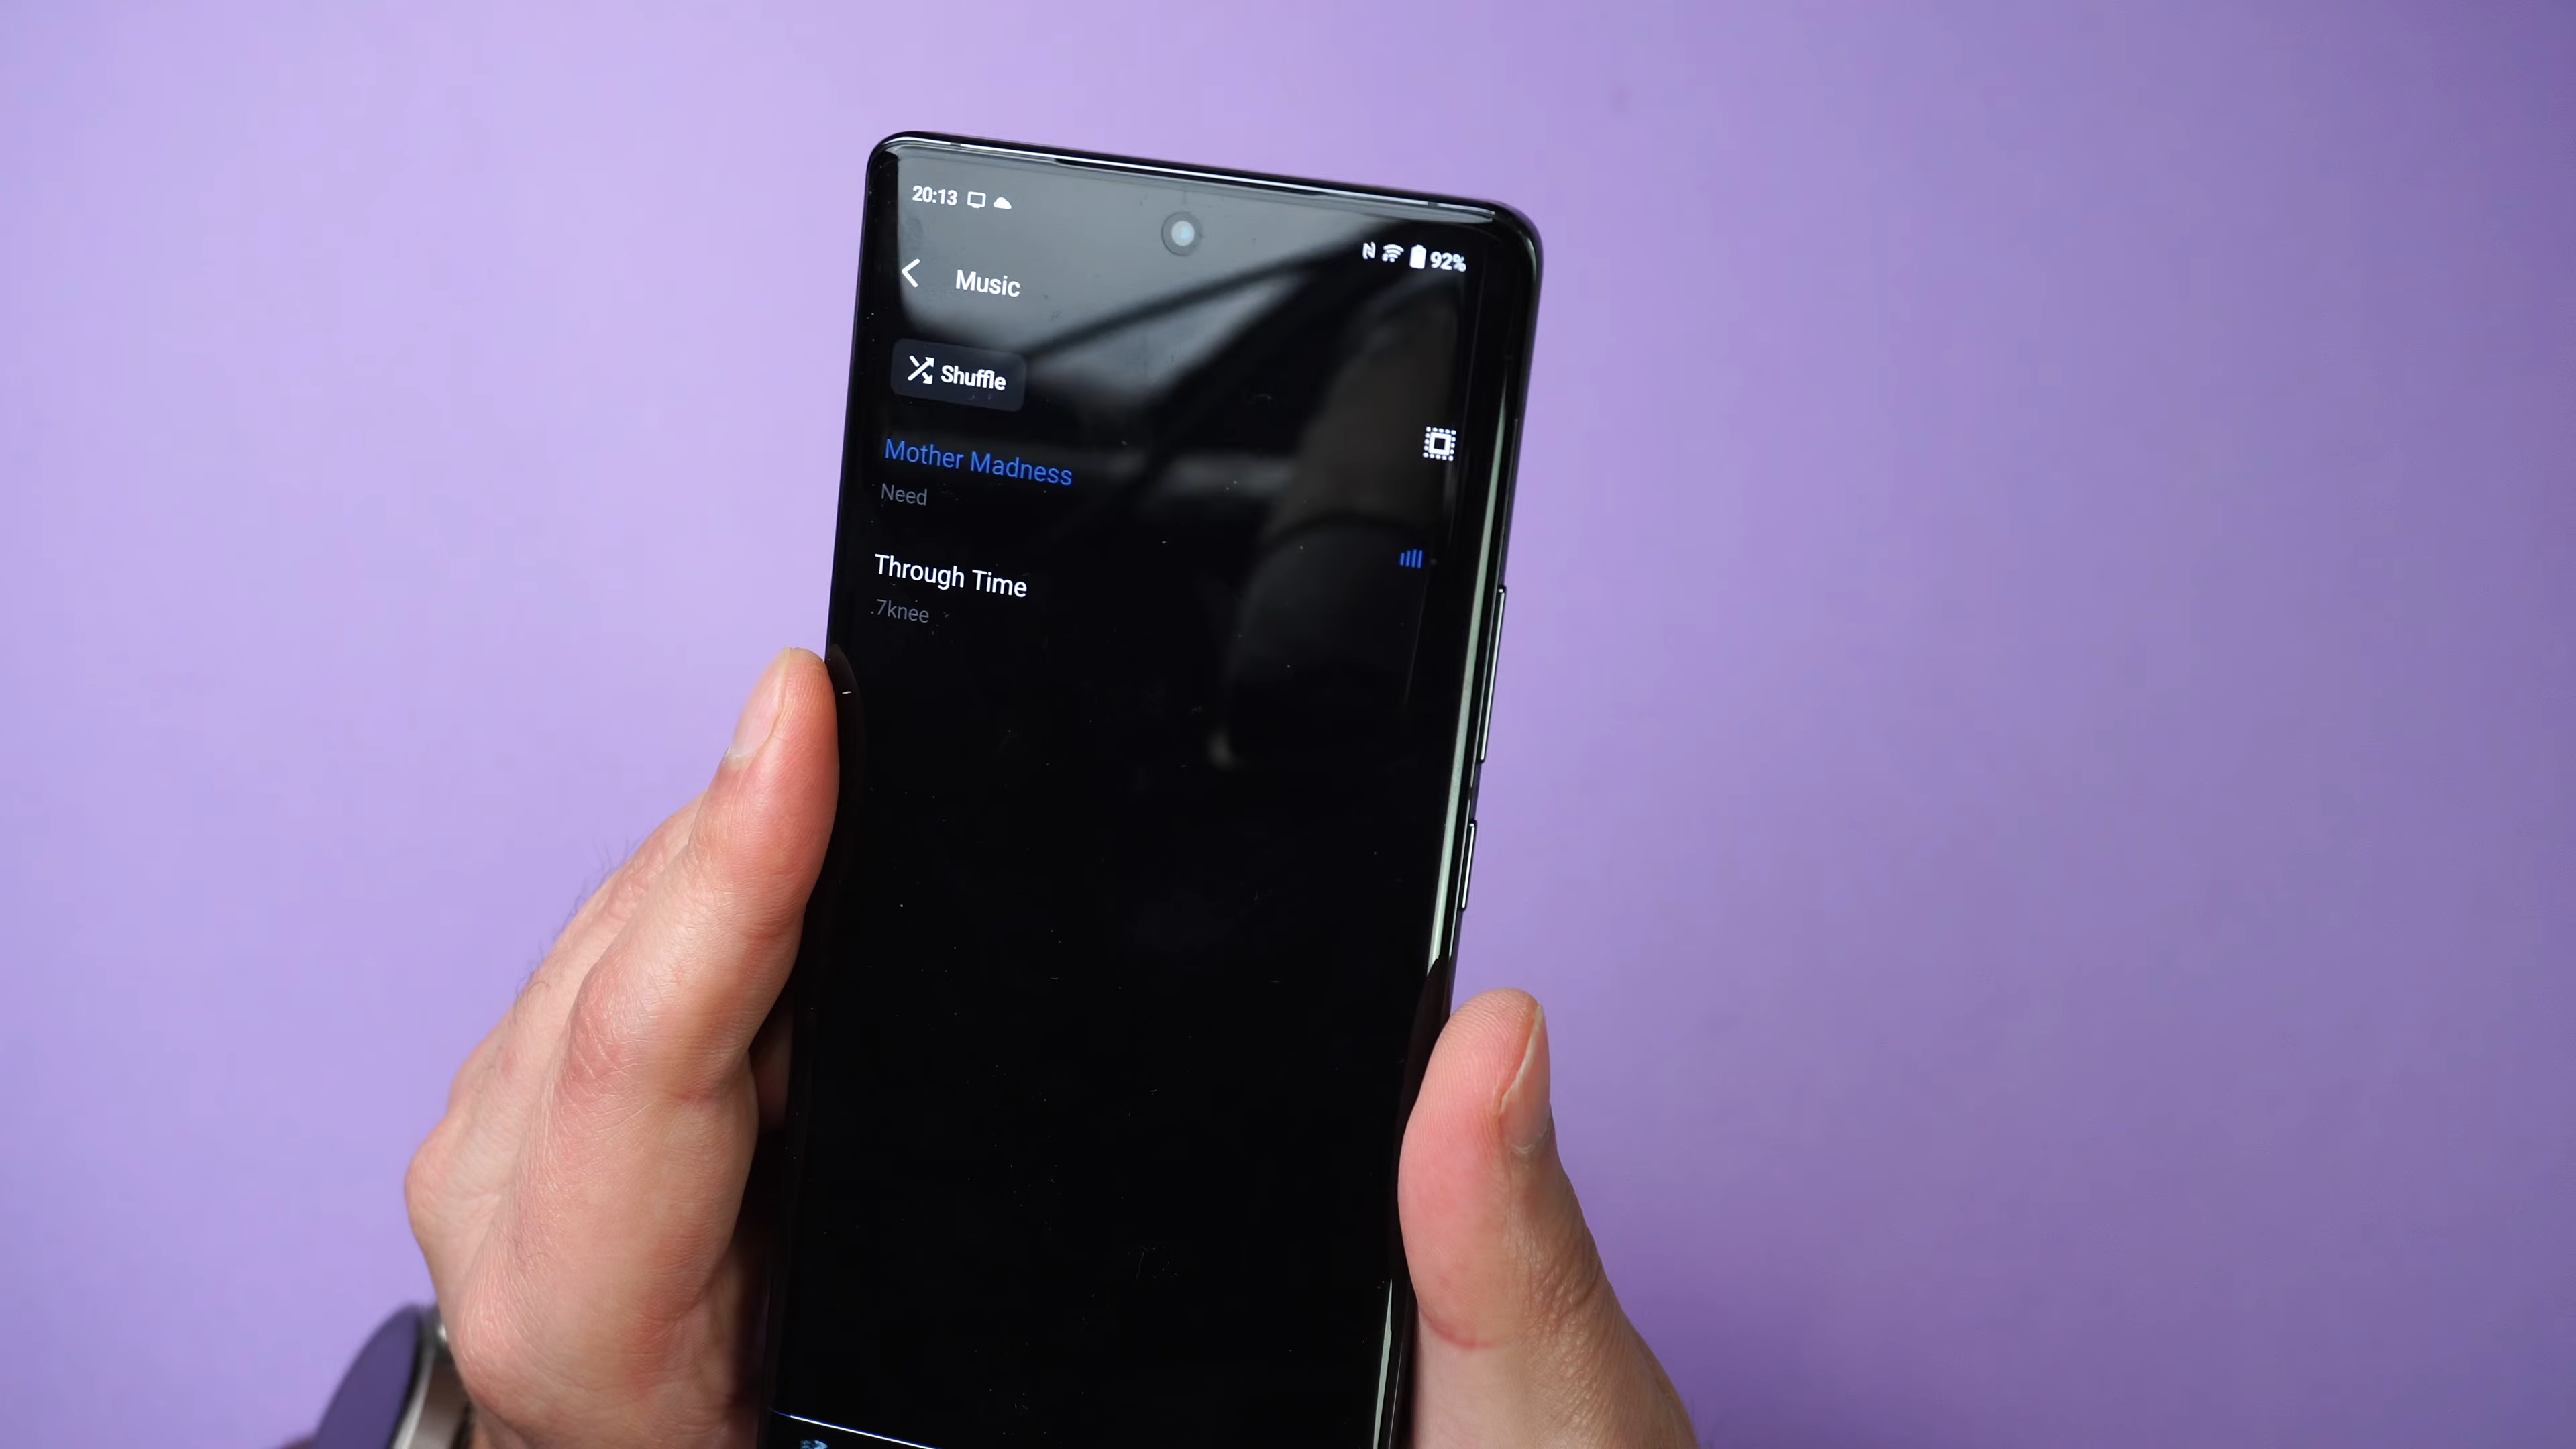 20:13
92%
Music
Shuffle
Mother Madness
Need
Through Time
.7knee